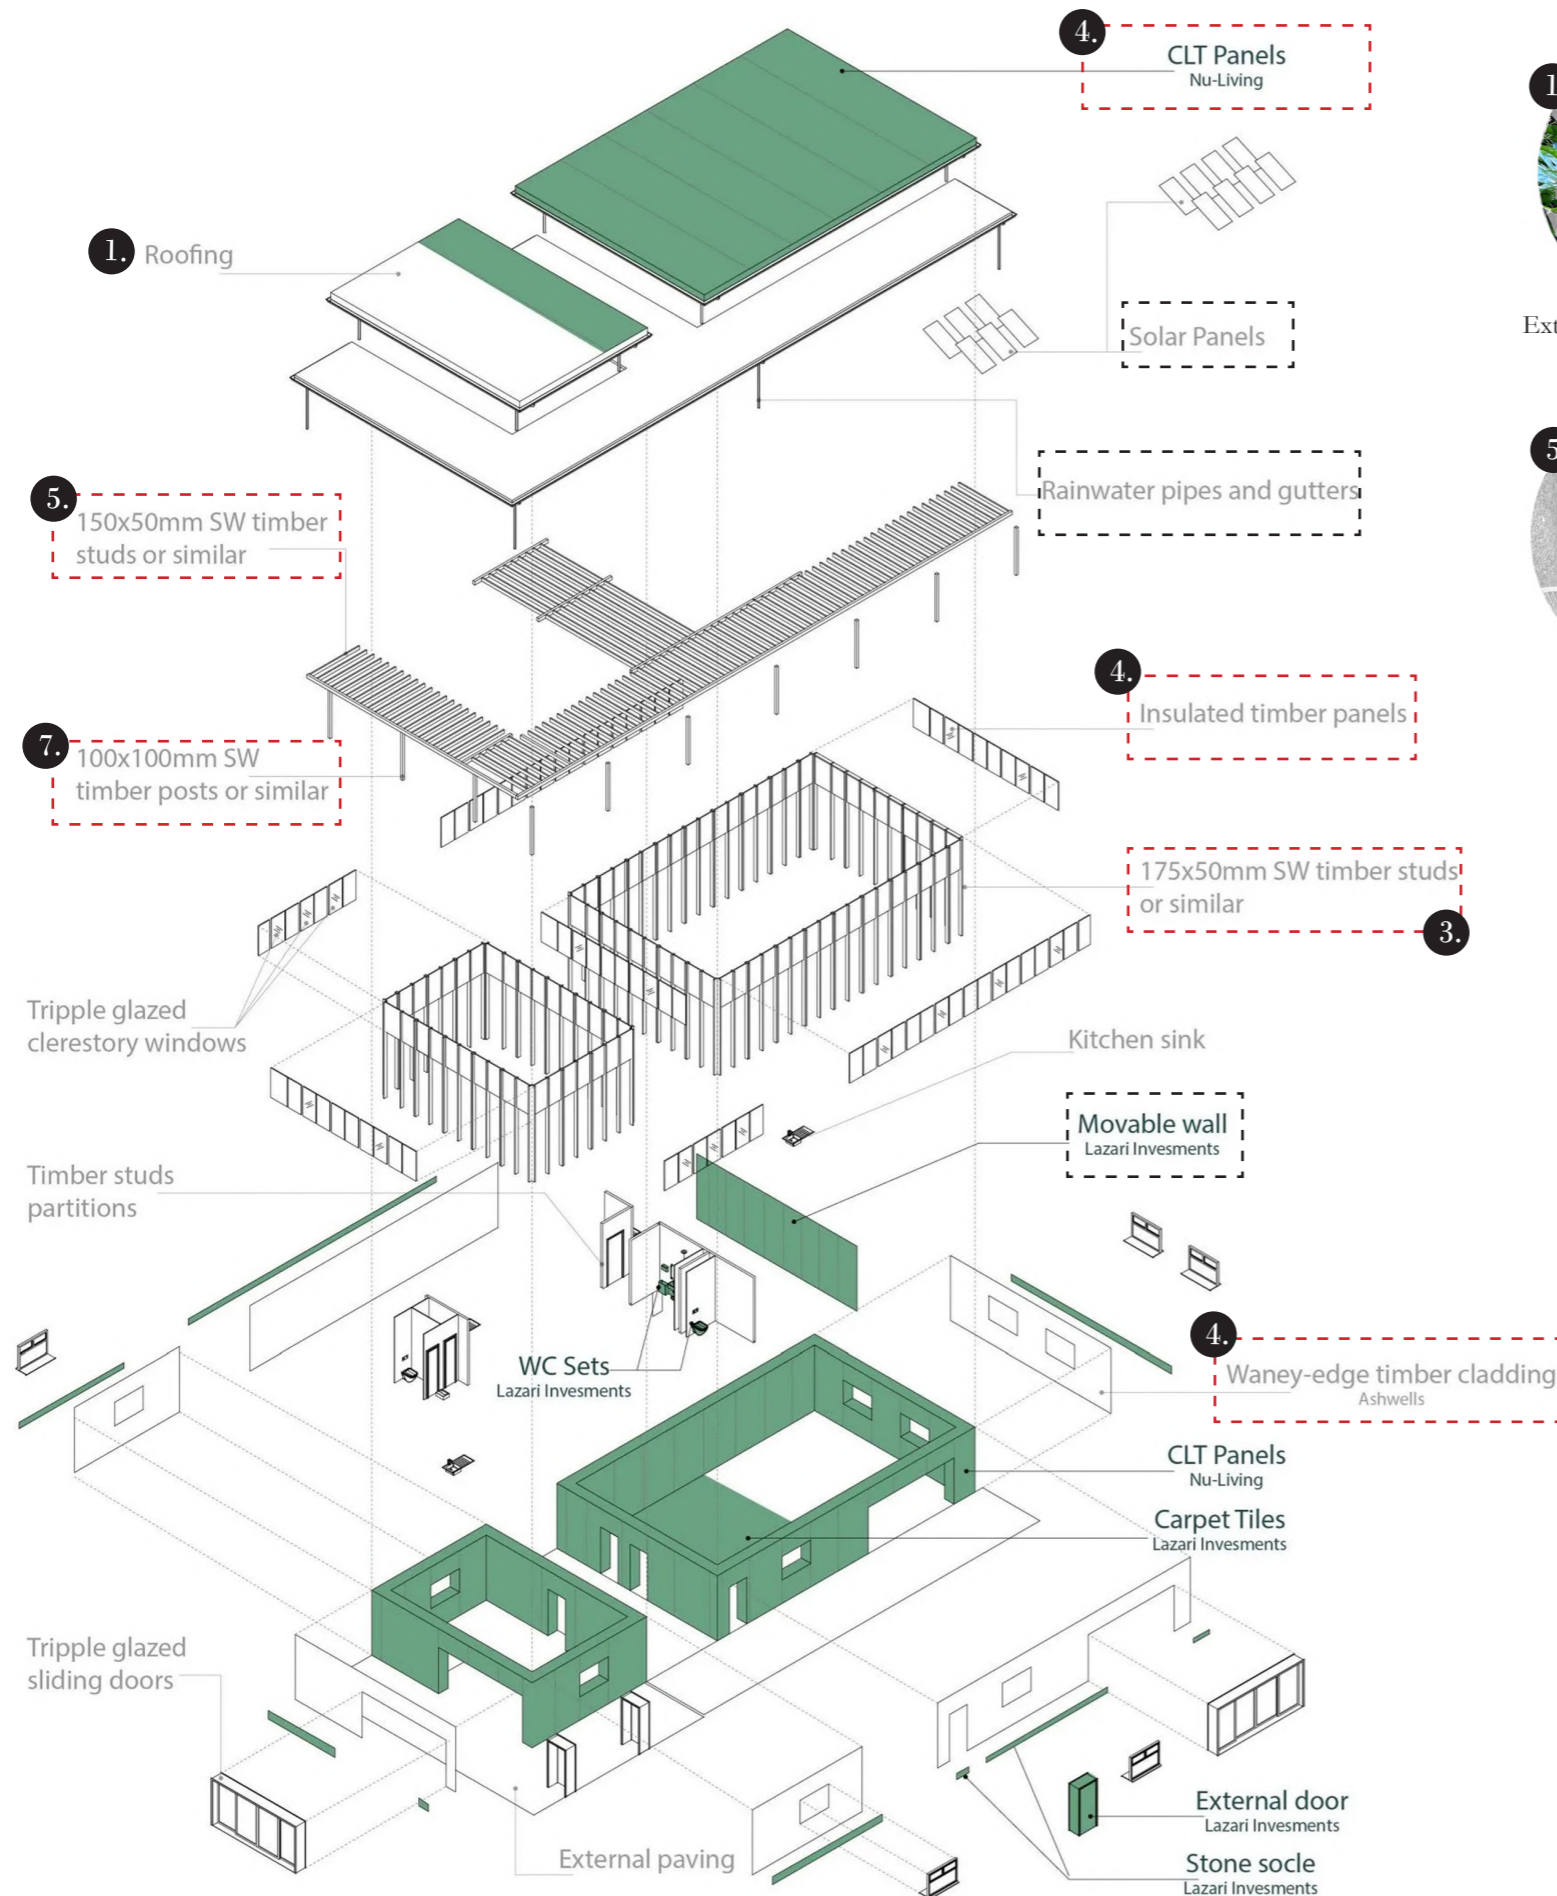 4.
CLT Panels
Nu-Living
1.
Roofing
Solar Panels
Ext
5.
150x50mm SW timber
studs or similar
Rainwater pipes and gutters
5
4.
Insulated timber panels
7.
100x100mm SW
timber posts or similar
175x50mm SW timber studs
or similar
3.
Tripple glazed
clerestory windows
Kitchen sink
Movable wall
Lazari Invesments
Timber studs
partitions
WC Sets
Lazari Invesments
4.
Waney-edge timber cladding
Ashwells
CLT Panels
Nu-Living
Carpet Tiles
Lazari Invesments
Tripple glazed
sliding doors
External door
Lazari Invesments
External paving
Stone socle
Lazari Invesments